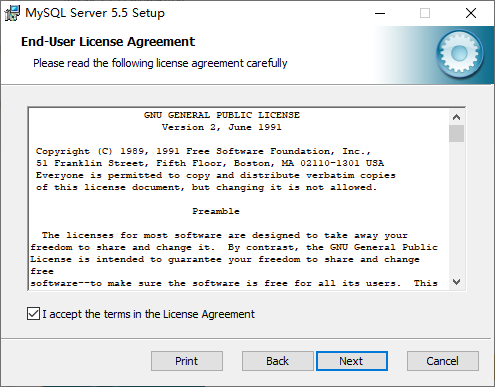 MySQL Server 5.5 Setup
End-User License Agreement
Please read the following license agreement carefully
GNU GENERAL PUBLIC LICENSE
Version 2, June 1991
Copyright (C) 1989, 1991 Free Software Foundation, Inc.,
51 Franklin Street, Fifth Floor, Boston, MA 02110-1301 USA
Everyone is permitted to copy and distribute verbatim copies
of this license document, but changing it is not allowed.
Preamble
The licenses for most software are designed to take away your
freedom to share and change it.  By contrast, the GNU General Public
License is intended to guarantee your freedom to share and change
free
software--to make sure the software is free for all its users.  This
I accept the terms in the License Agreement
Print Back Next Cancel